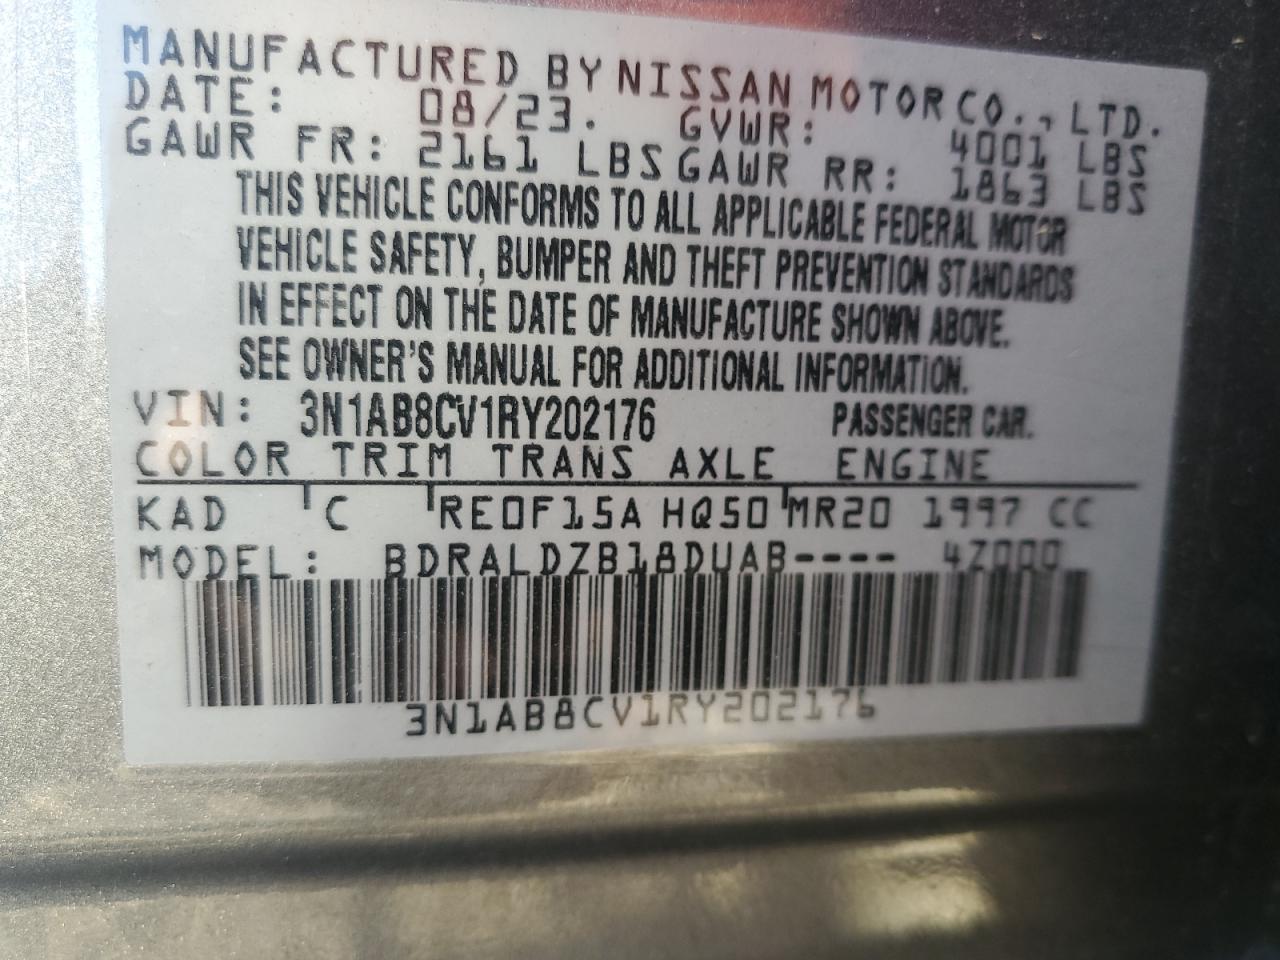 MANUFACTURED BY NISSAN MOTOR CO., LTD.
DATE: 08/23. GVWR: 4001 LBS
GAWR FR: 2161 LBS GAWR RR: 1863 LBS
THIS VEHICLE CONFORMS TO ALL APPLICABLE FEDERAL MOTOR
VEHICLE SAFETY, BUMPER AND THEFT PREVENTION STANDARDS
IN EFFECT ON THE DATE OF MANUFACTURE SHOWN ABOVE.
SEE OWNER'S MANUAL FOR ADDITIONAL INFORMATION.
VIN: 3N1AB8CV1RY202176 PASSENGER CAR.
COLOR TRIM TRANS AXLE ENGINE
KAD C RE0F15A HQ50 MR20 1997 CC
MODEL: BDRALDZB18DUAB---- 4Z000
3N1AB8CV1RY202176